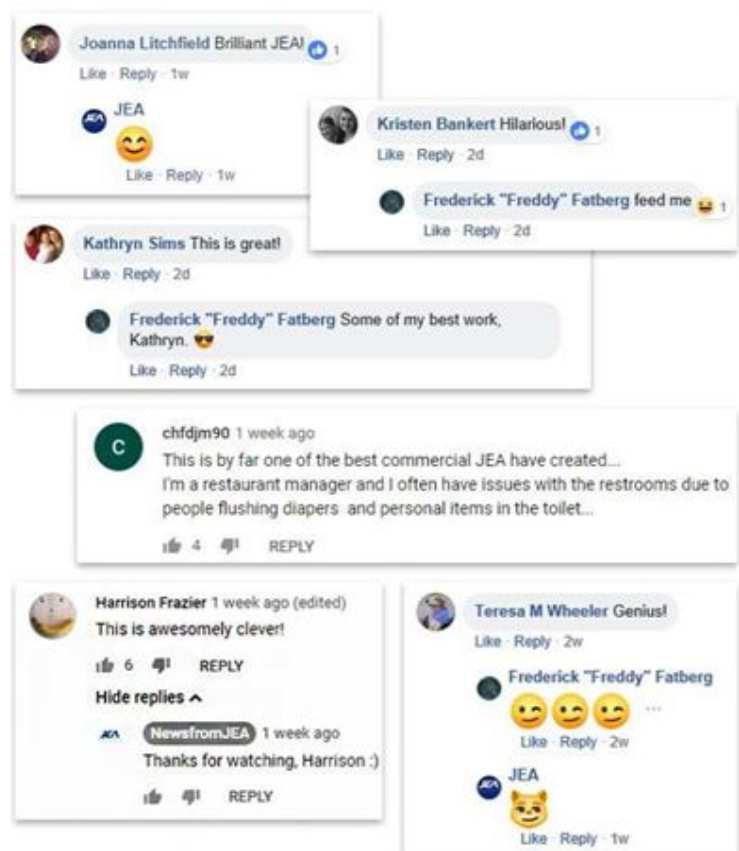 Joanna Litchfield Brilliant JEA! 1
Like · Reply · 1w
JEA
Like · Reply · 1w
Kristen Bankert Hilarious! 1
Like · Reply · 2d
Frederick "Freddy" Fatberg feed me 1
Like · Reply · 2d
Kathryn Sims This is great!
Like · Reply · 2d
Frederick "Freddy" Fatberg Some of my best work,
Kathryn. 😎
Like · Reply · 2d
C
chfdjm90 1 week ago
This is by far one of the best commercial JEA have created...
I'm a restaurant manager and I often have issues with the restrooms due to
people flushing diapers and personal items in the toilet...
4 REPLY
Harrison Frazier 1 week ago (edited)
This is awesomely clever!
6 REPLY
Hide replies
JEA NewsfromJEA 1 week ago
Thanks for watching, Harrison :)
REPLY
Teresa M Wheeler Genius!
Like · Reply · 2w
Frederick "Freddy" Fatberg
...
Like · Reply · 2w
JEA JEA
Like · Reply · 1w